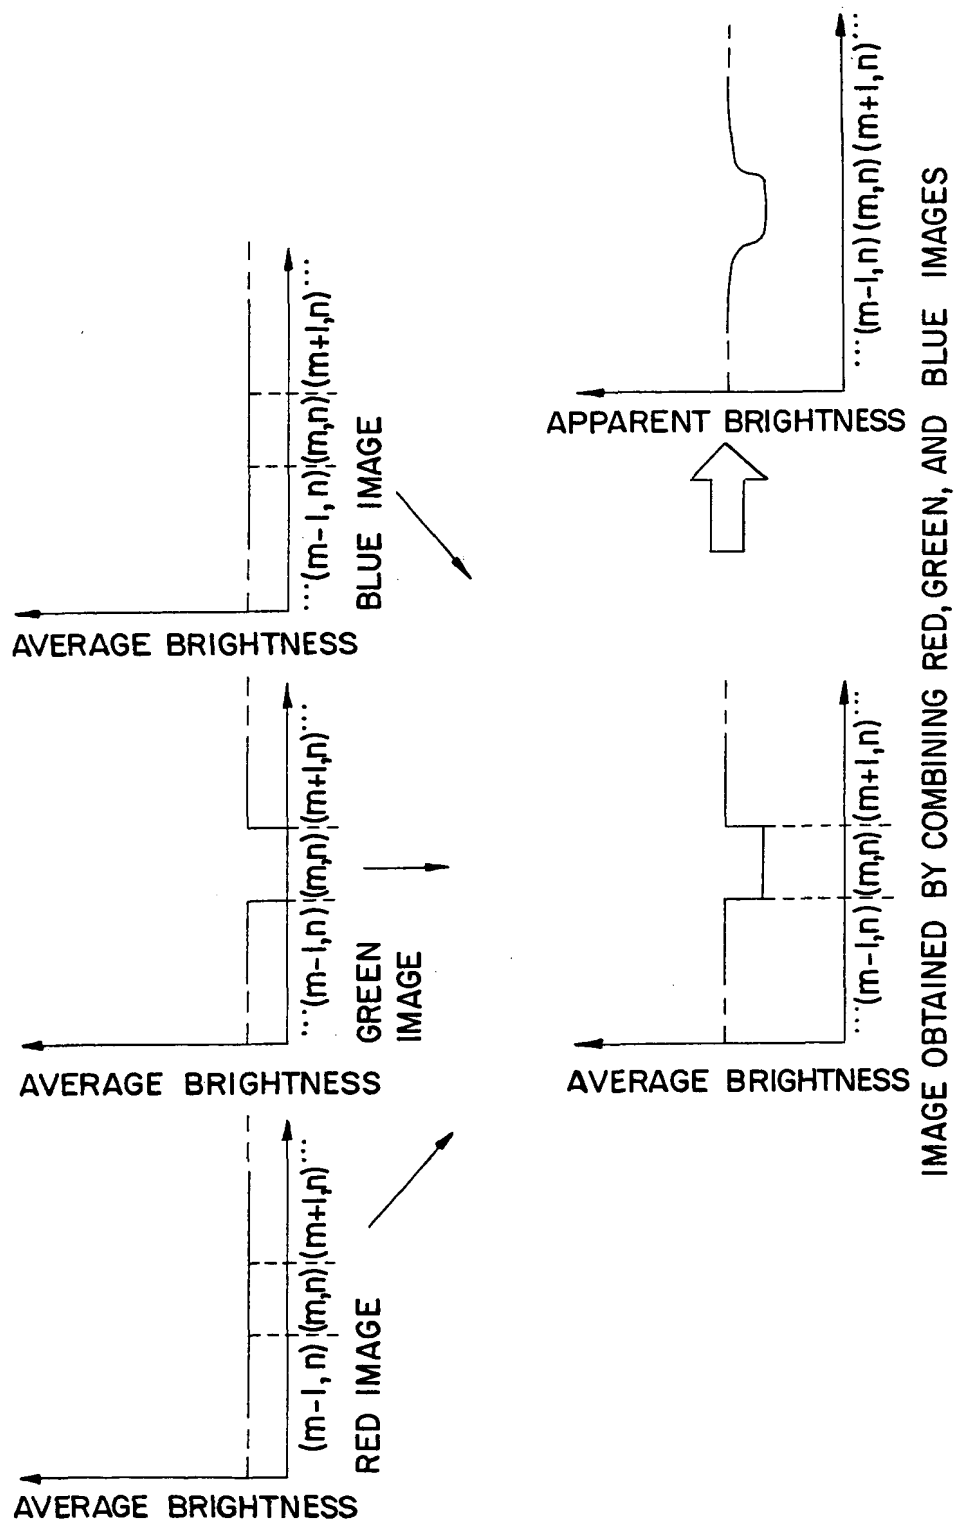 AVERAGE BRIGHTNESS
(m-1, n) (m,n) (m+1,n)...
RED IMAGE
AVERAGE BRIGHTNESS
...(m-1,n) (m,n) (m+1,n)...
GREEN
IMAGE
AVERAGE BRIGHTNESS
...(m-1, n) (m,n) (m+1,n)...
BLUE IMAGE
AVERAGE BRIGHTNESS
...(m-1,n) (m,n) (m+1,n)...
APPARENT BRIGHTNESS
...(m-1,n) (m,n) (m+1,n)...
IMAGE OBTAINED BY COMBINING RED, GREEN, AND BLUE IMAGES